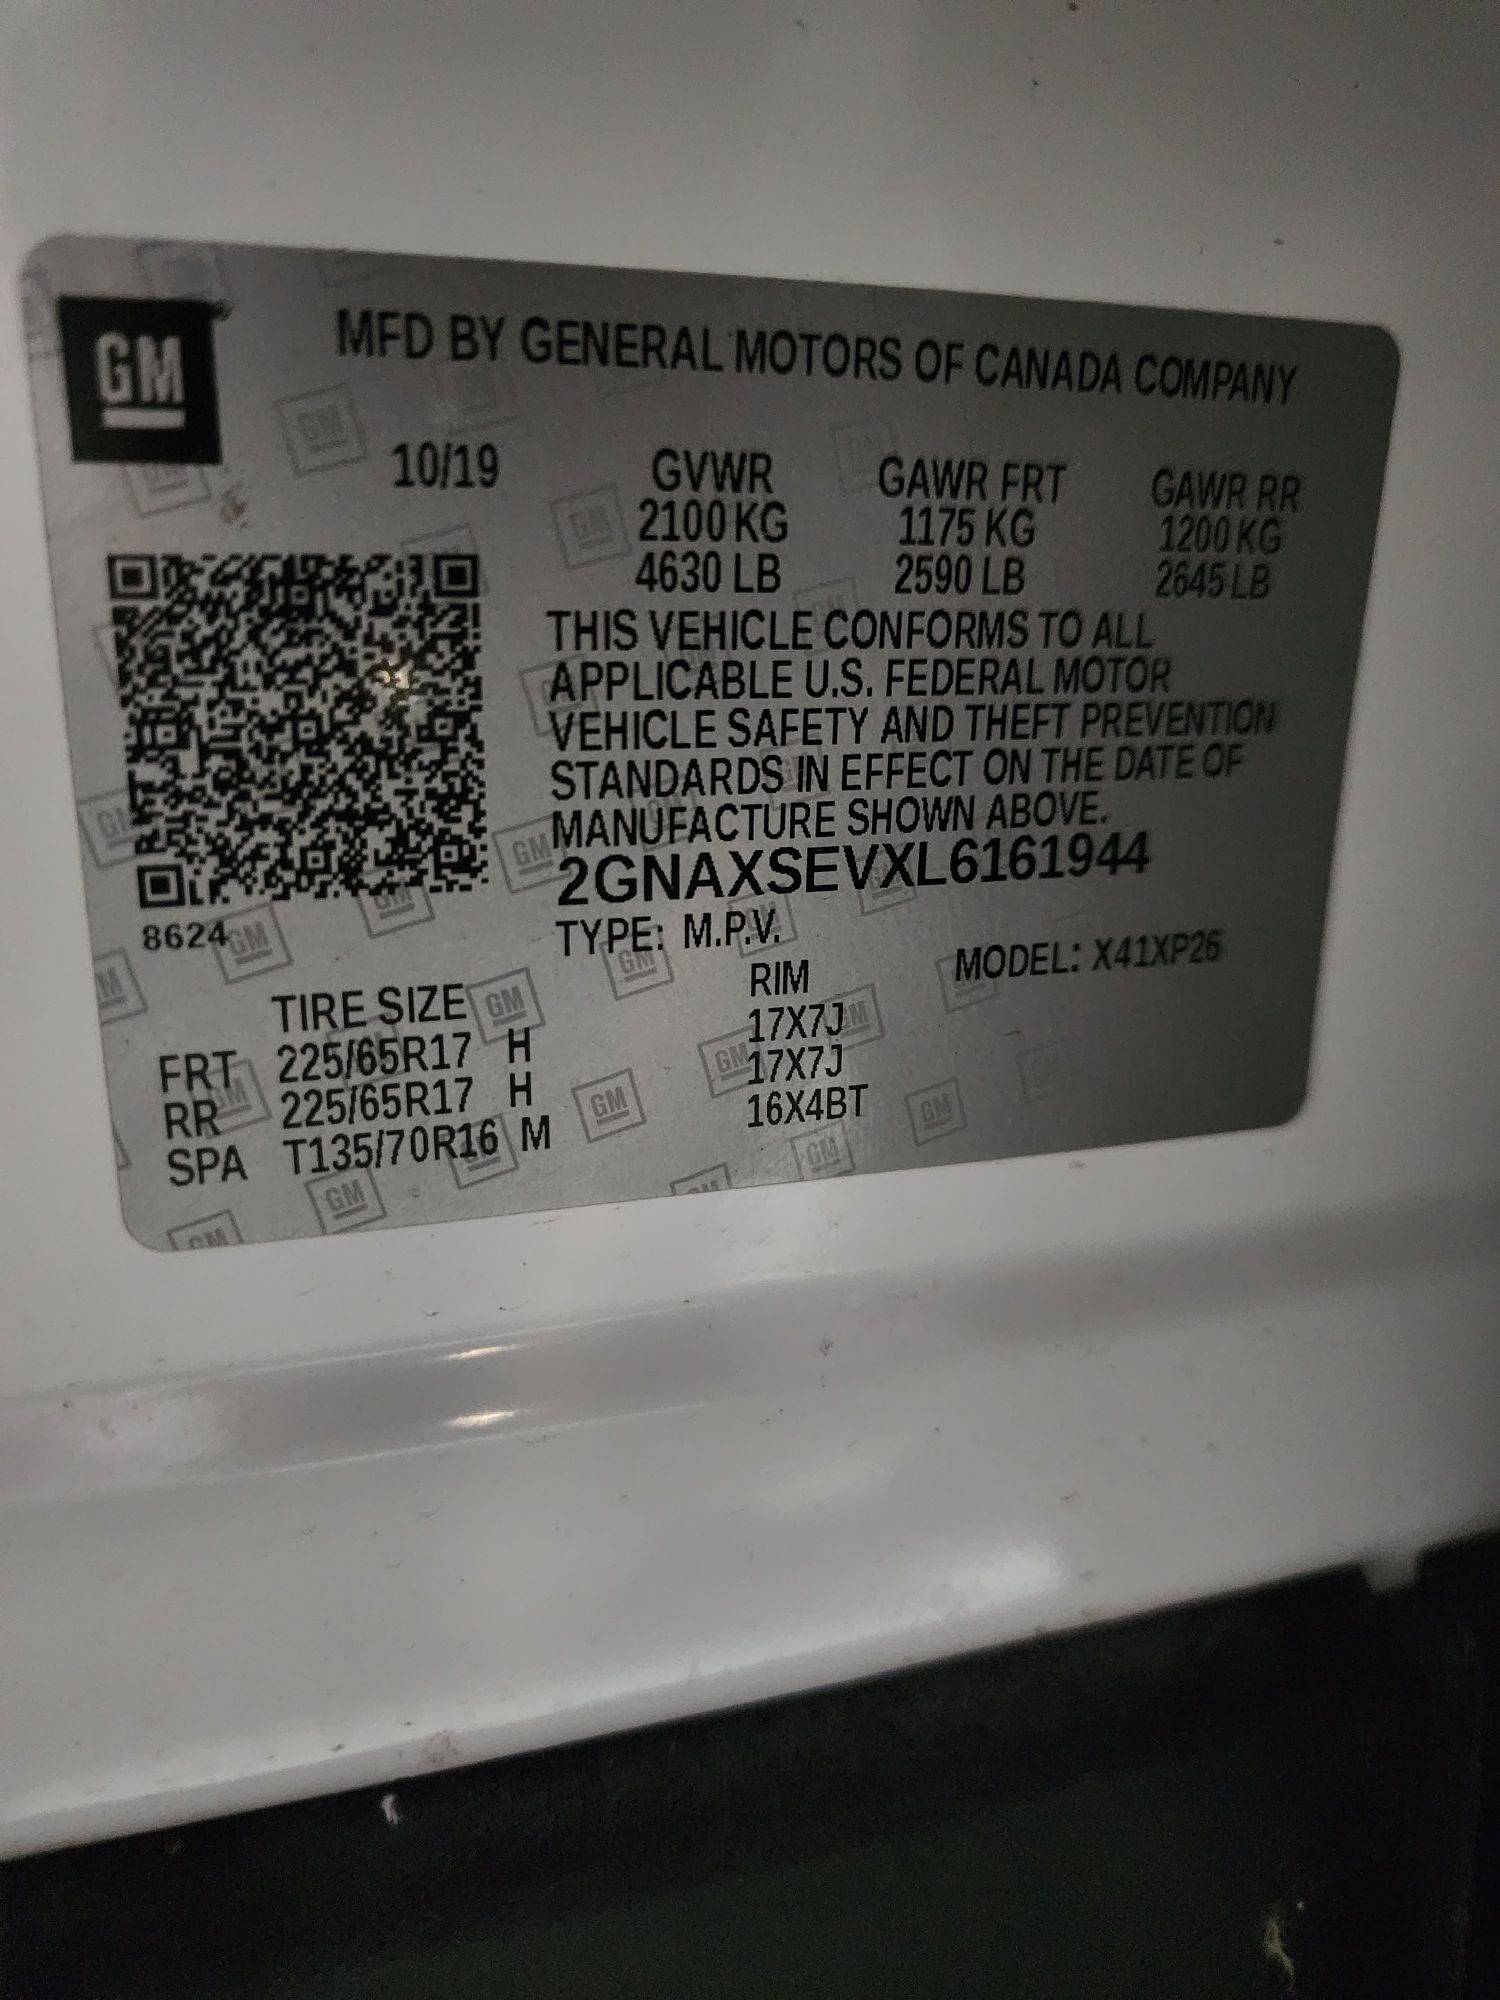 GM
MFD BY GENERAL MOTORS OF CANADA COMPANY
10/19 GVWR GAWR FRT GAWR RR
2100 KG 1175 KG 1200 KG
4630 LB 2590 LB 2645 LB
THIS VEHICLE CONFORMS TO ALL
APPLICABLE U.S. FEDERAL MOTOR
VEHICLE SAFETY AND THEFT PREVENTION
STANDARDS IN EFFECT ON THE DATE OF
MANUFACTURE SHOWN ABOVE.
2GNAXSEVXL6161944
8624
TYPE: M.P.V. MODEL: X41XP26
TIRE SIZE RIM
FRT 225/65R17 H 17X7J
RR 225/65R17 H 17X7J
SPA T135/70R16 M 16X4BT